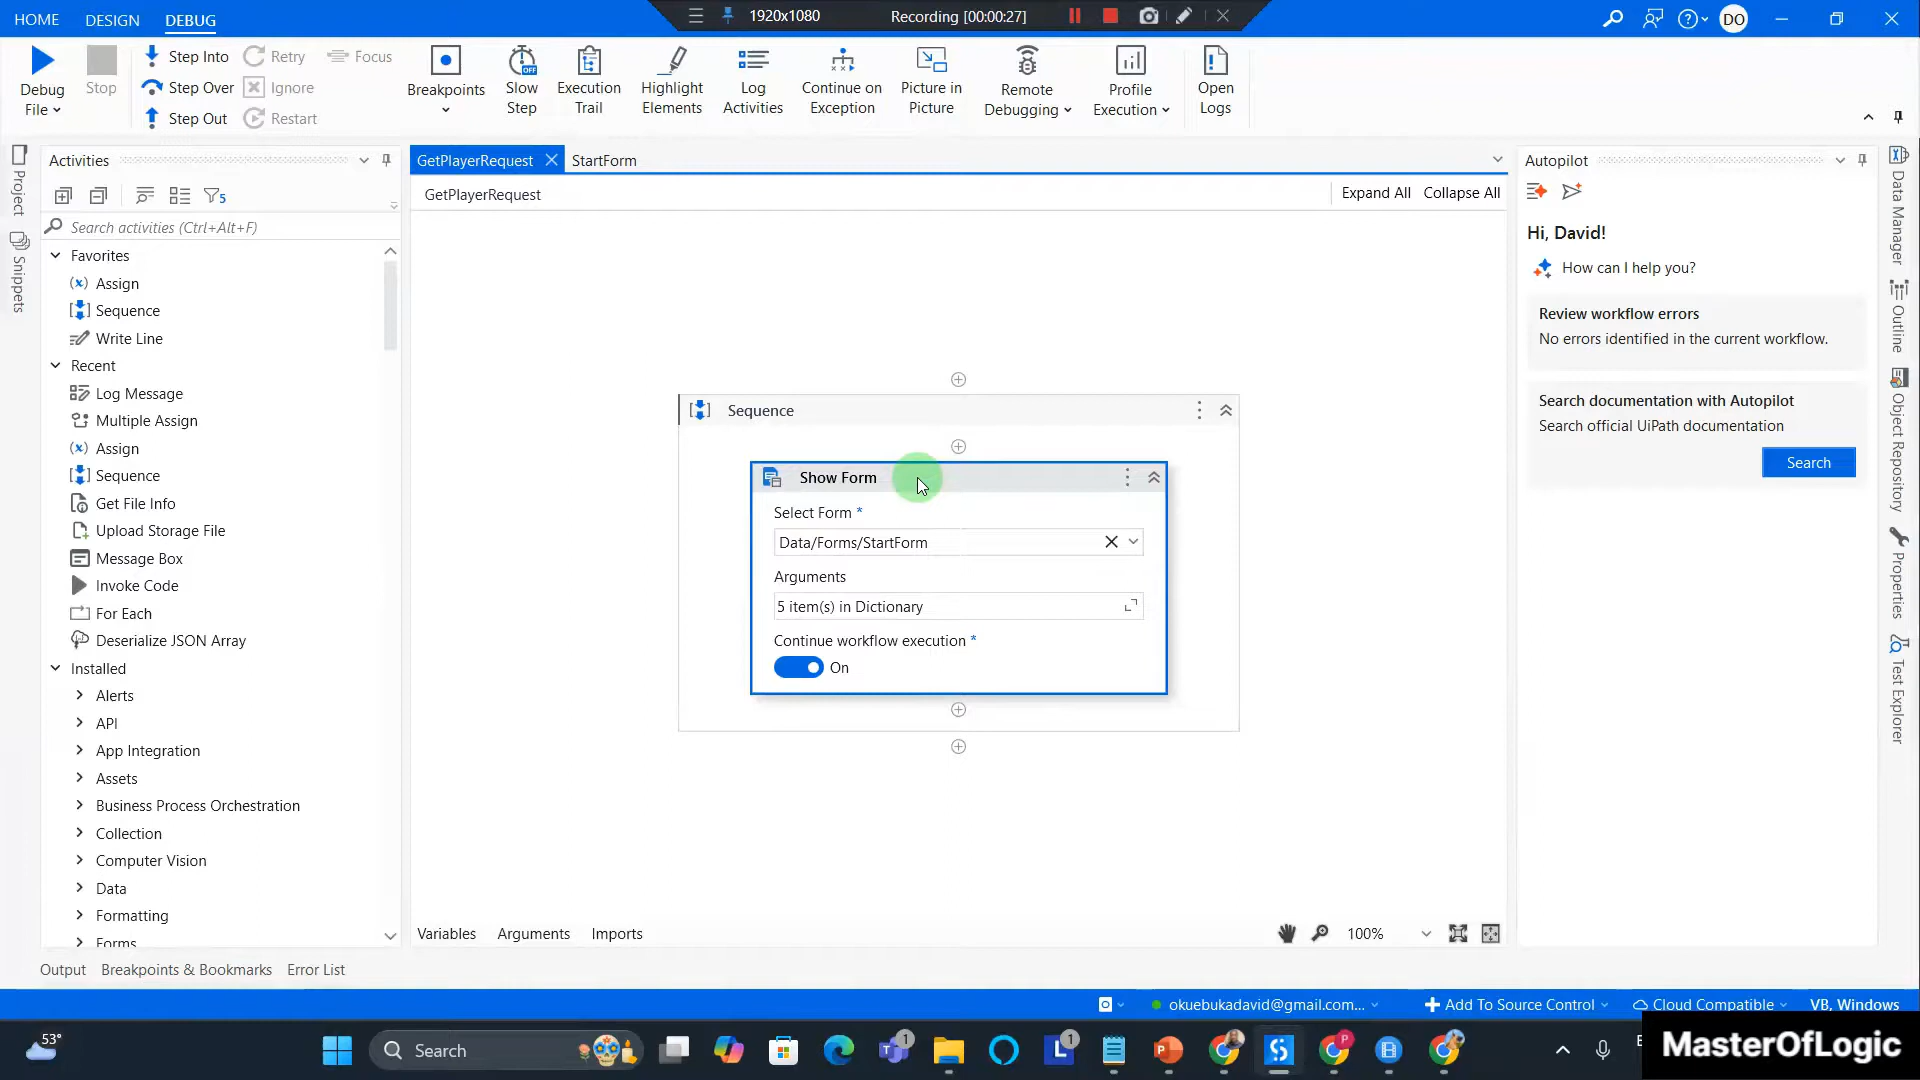 HOME DESIGN DEBUG
1920x1080 Recording [00:00:27]
DO
Debug File
Stop
Step Into
Step Over
Step Out
Retry
Ignore
Restart
Focus
Breakpoints
OFF
Slow Step
Execution Trail
Highlight Elements
Log Activities
Continue on Exception
Picture in Picture
Remote Debugging
Profile Execution
Open Logs
Project
Snippets
Activities
5
Search activities (Ctrl+Alt+F)
Favorites
Assign
Sequence
Write Line
Recent
Log Message
Multiple Assign
Assign
Sequence
Get File Info
Upload Storage File
Message Box
Invoke Code
For Each
Deserialize JSON Array
Installed
Alerts
API
App Integration
Assets
Business Process Orchestration
Collection
Computer Vision
Data
Formatting
Forms
GetPlayerRequest StartForm
GetPlayerRequest
Expand All Collapse All
Sequence
Show Form
Select Form *
Data/Forms/StartForm
Arguments
5 item(s) in Dictionary
Continue workflow execution *
On
Variables Arguments Imports
100%
Autopilot
Hi, David!
How can I help you?
Review workflow errors
No errors identified in the current workflow.
Search documentation with Autopilot
Search official UiPath documentation
Search
Data Manager
Outline
Object Repository
Properties
Test Explorer
Output Breakpoints & Bookmarks Error List
okuebukadavid@gmail.com... Add To Source Control Cloud Compatible VB, Windows
53°
Search
1
1
MasterOfLogic